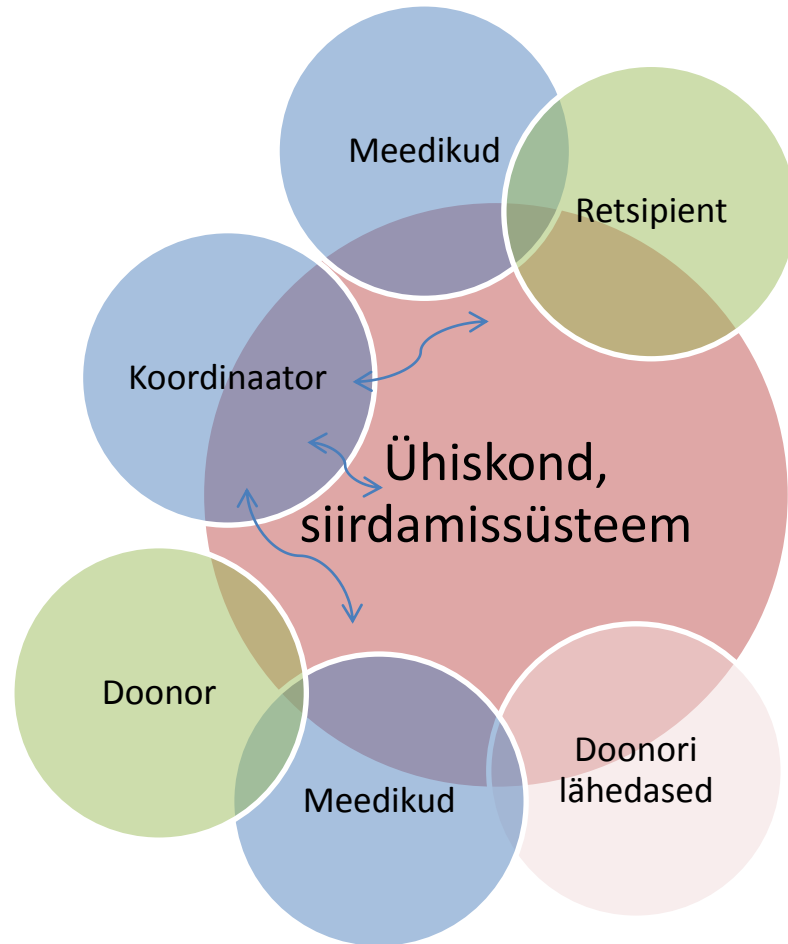 Meedikud
Retsipient
Koordinaator
Ühiskond,
siirdamissüsteem
Doonor
Doonori
lähedased
Meedikud